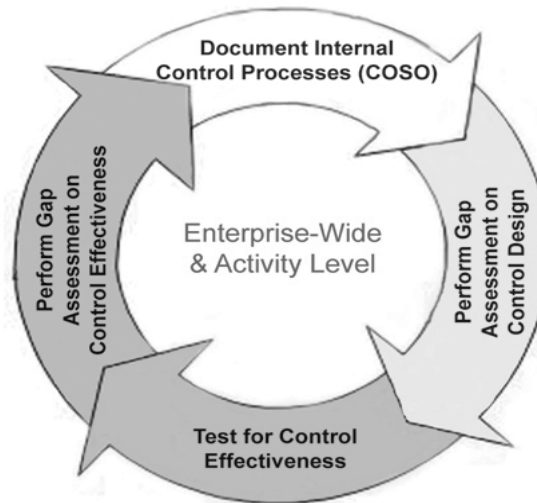 Document Internal
Control Processes (COSO)
Perform Gap
Assessment on
Control Design
Test for Control
Effectiveness
Perform Gap
Assessment on
Control Effectiveness
Enterprise-Wide
& Activity Level